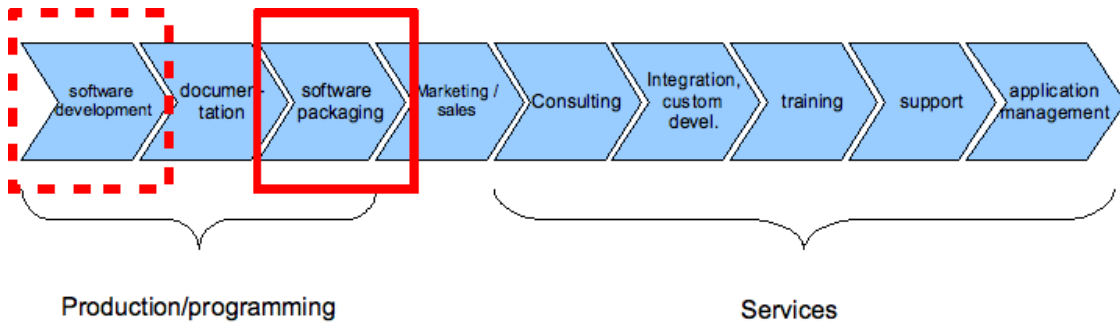 software
development
documen-
tation
software
packaging
Marketing /
sales
Consulting
Integration,
custom
devel.
training
support
application
management
Production/programming
Services